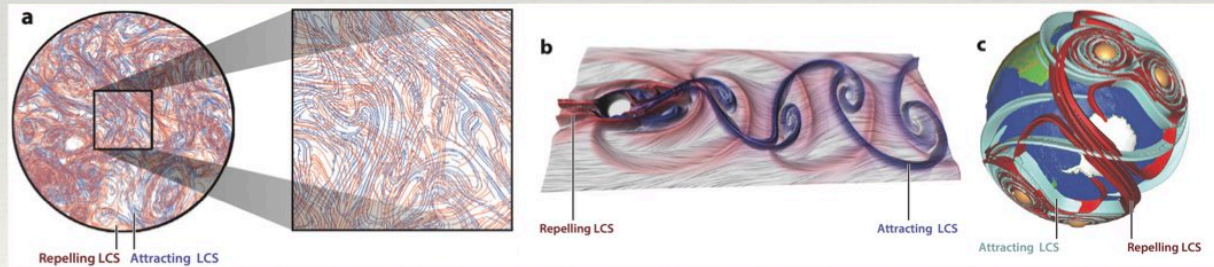 a
Repelling LCS Attracting LCS
b
Repelling LCS
Attracting LCS
c
Attracting LCS
Repelling LCS